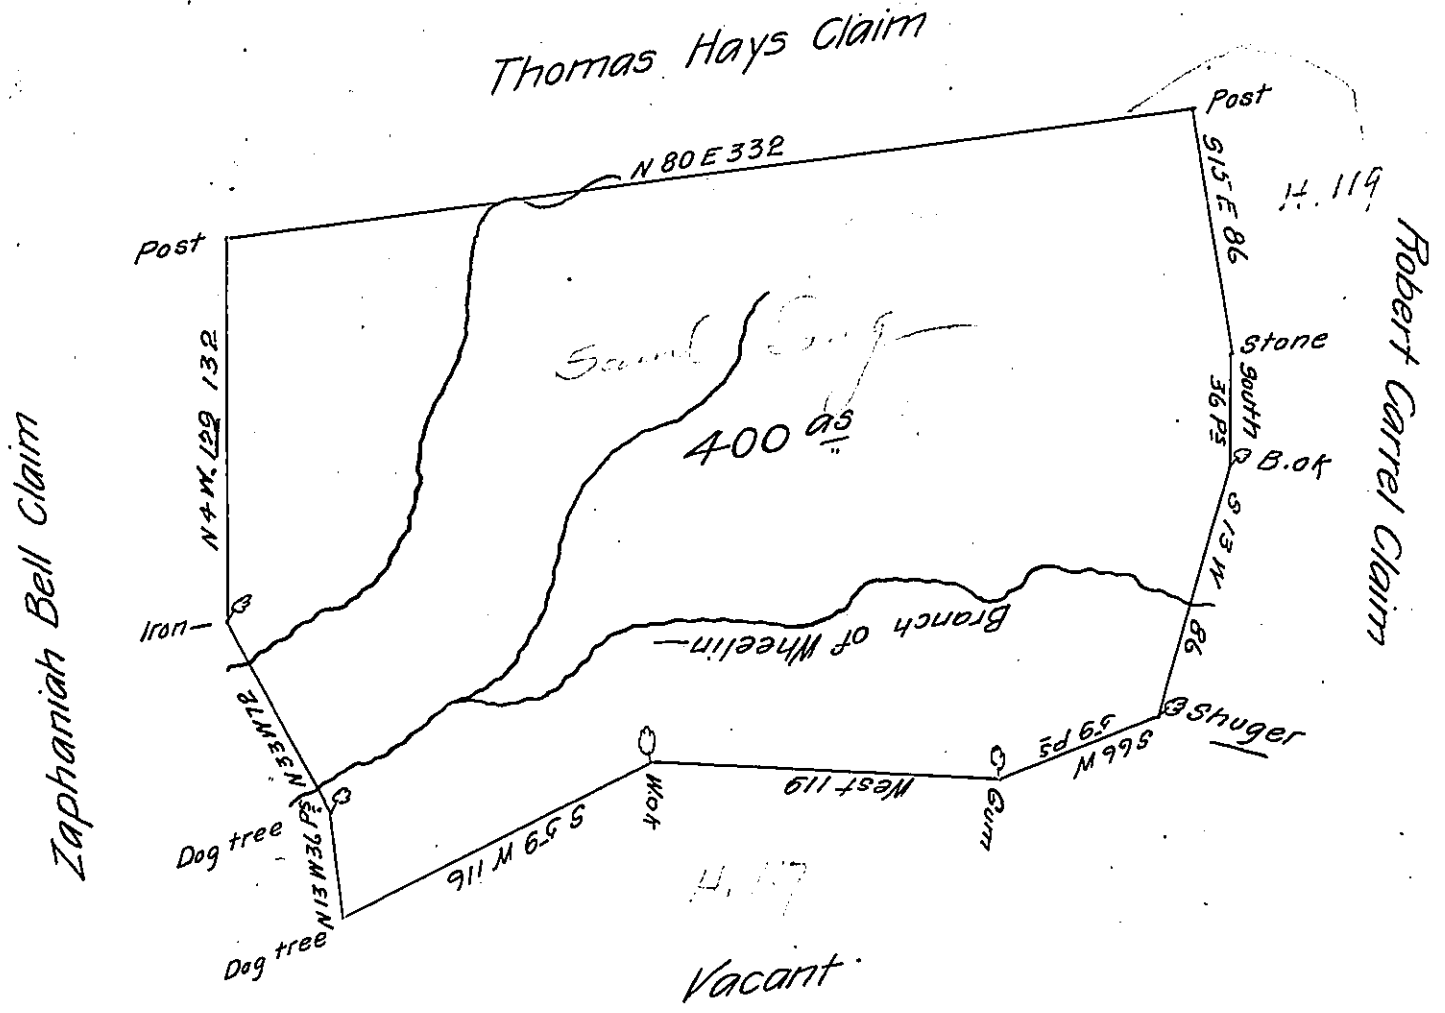 Thomas Hays Claim
Post
N 80 E 332
S 15 E 86
H. 119
Post
Robert Carrel Claim
N 4 W. 129 132
Stone
South
36 Ps
400 as
B.ok
Zaphaniah Bell Claim
S 13 W 86
Iron
Branch of Wheelin
N 33 W 72
Shuger
S 66 W
59 Ps
West 119
Gum
W.ok
Dog tree
N 13 W 36 Ps
S 59 W 116
Dog tree
Vacant